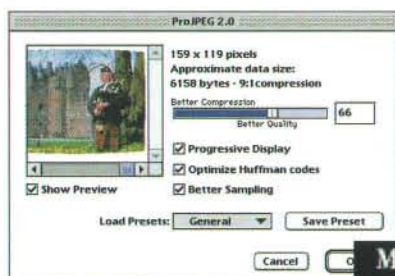 ProJPEG 2.0
159 x 119 pixels
Approximate data size:
6158 bytes - 9:1compression
Better Compression
66
Better Quality
Progressive Display
Optimize Huffman codes
Show Preview
Better Sampling
Load Presets:
General
Save Preset
Cancel
O
M